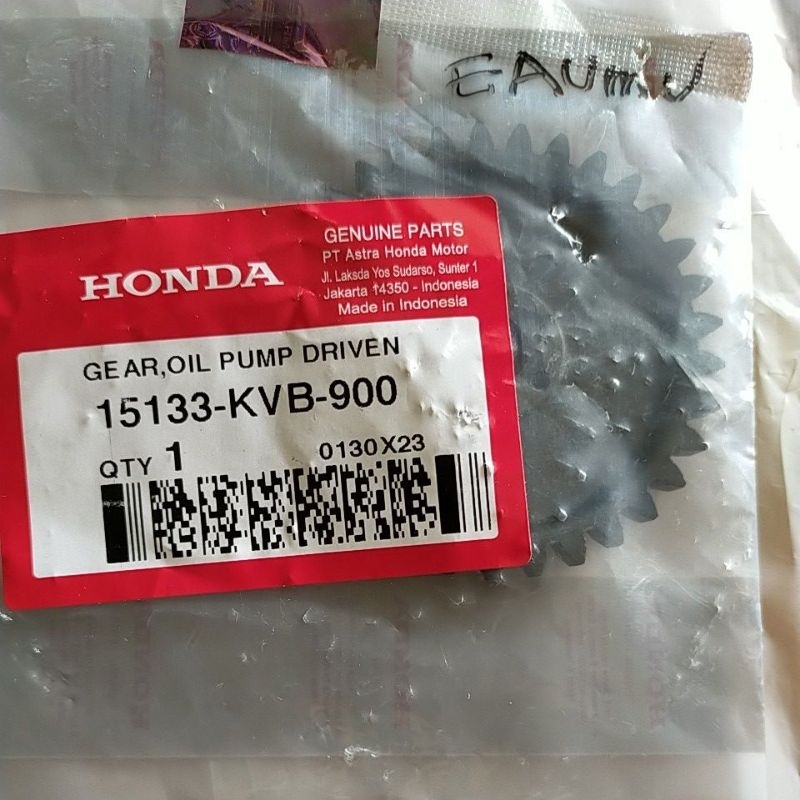 EAUMU
GENUINE PARTS
PT Astra Honda Motor
Jl. Laksda Yos Sudarso, Sunter 1
Jakarta 14350 - Indonesia
Made in Indonesia
HONDA
GEAR,OIL PUMP DRIVEN
15133-KVB-900
QTY 1
0130X23